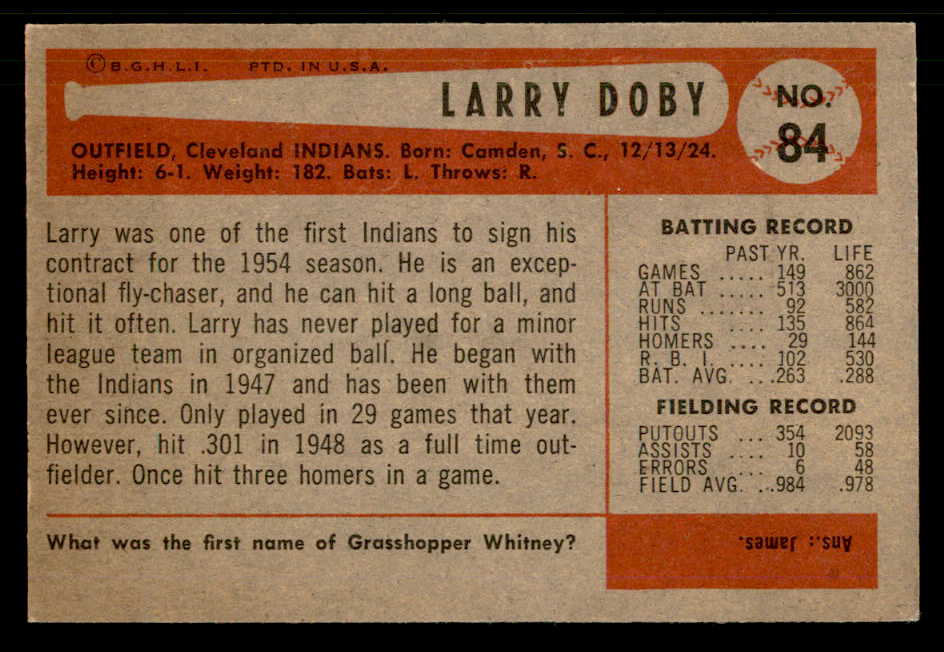 © B.G.H.L.I. PTD. IN U.S.A.
LARRY DOBY
NO.
84
OUTFIELD, Cleveland INDIANS. Born: Camden, S. C., 12/13/24.
Height: 6-1. Weight: 182. Bats: L. Throws: R.
Larry was one of the first Indians to sign his
contract for the 1954 season. He is an excep-
tional fly-chaser, and he can hit a long ball, and
hit it often. Larry has never played for a minor
league team in organized ball. He began with
the Indians in 1947 and has been with them
ever since. Only played in 29 games that year.
However, hit .301 in 1948 as a full time out-
fielder. Once hit three homers in a game.
BATTING RECORD
PAST YR. LIFE
GAMES ..... 149 862
AT BAT ..... 513 3000
RUNS ....... 92 582
HITS .... 135 864
HOMERS .... 29 144
R. B. I. .... 102 530
BAT. AVG. ... .263 .288
FIELDING RECORD
PUTOUTS ... 354 2093
ASSISTS .... 10 58
ERRORS .... 6 48
FIELD AVG. ...984 .978
What was the first name of Grasshopper Whitney?
Ans.: James.